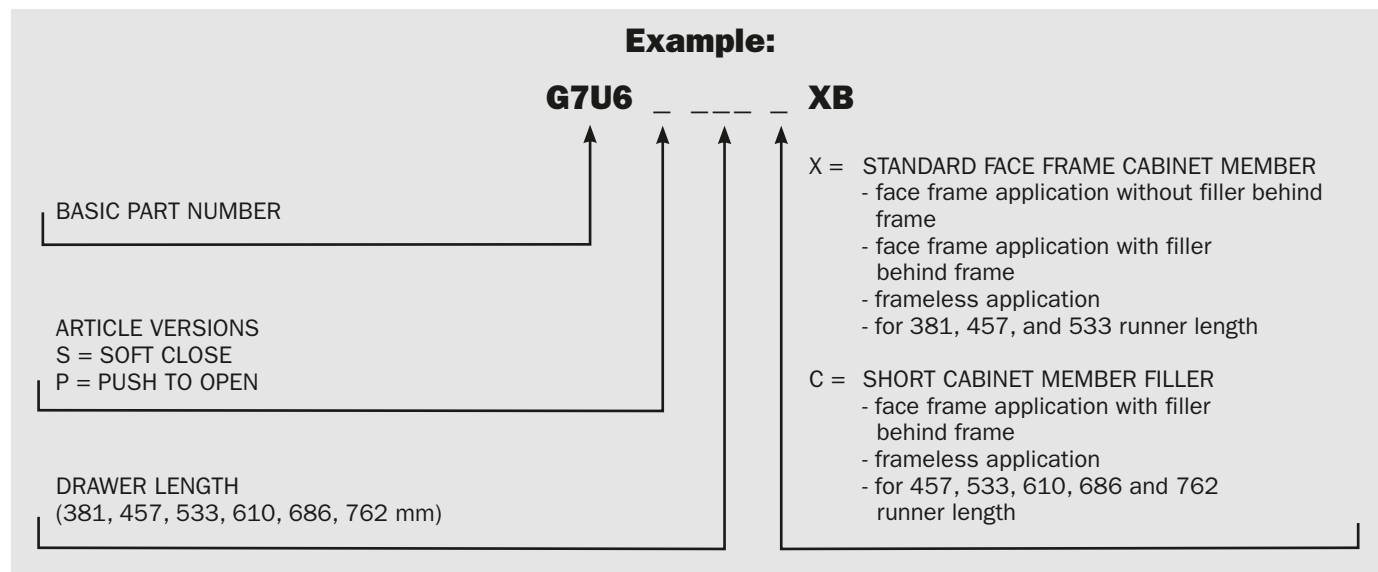 Example:
G7U6 _ ___ _ XB
BASIC PART NUMBER
ARTICLE VERSIONS
S = SOFT CLOSE
P = PUSH TO OPEN
DRAWER LENGTH
(381, 457, 533, 610, 686, 762 mm)
X = STANDARD FACE FRAME CABINET MEMBER
- face frame application without filler behind
frame
- face frame application with filler
behind frame
- frameless application
- for 381, 457, and 533 runner length
C = SHORT CABINET MEMBER FILLER
- face frame application with filler
behind frame
- frameless application
- for 457, 533, 610, 686 and 762
runner length